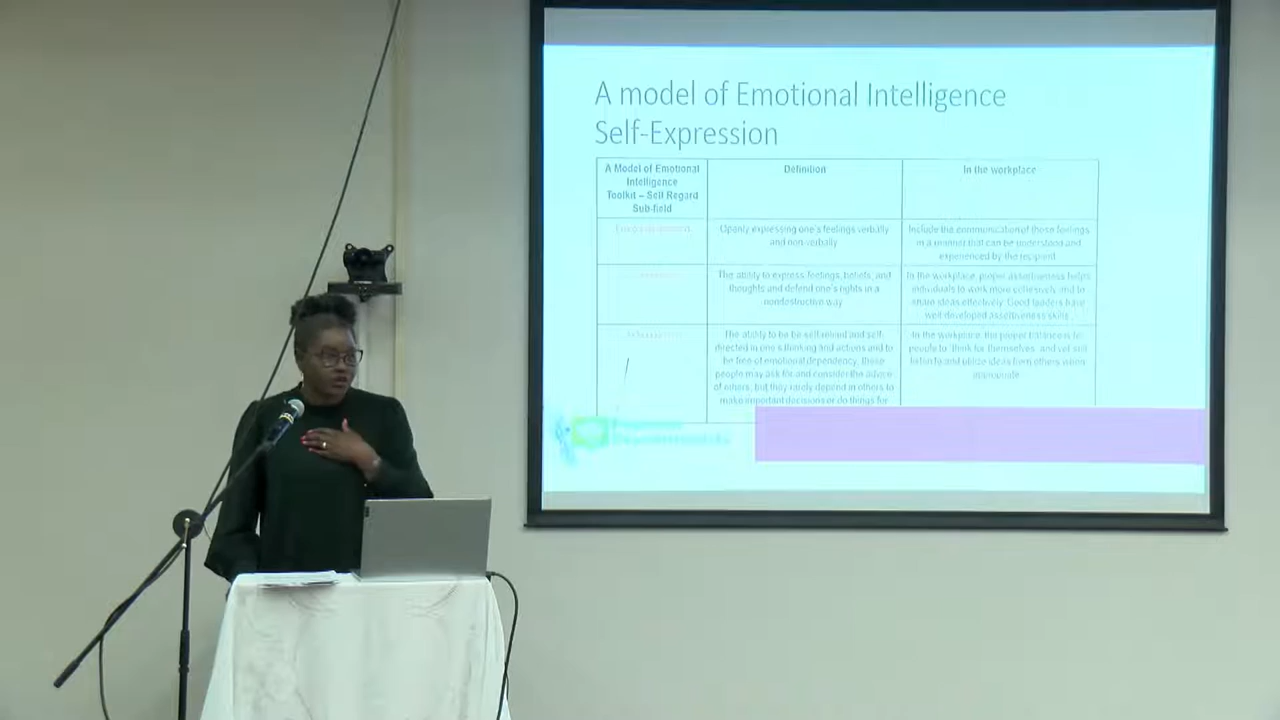 A model of Emotional Intelligence
Self-Expression
A Model of Emotional
Intelligence
Toolkit – Self Regard
Sub-field
Definition
In the workplace
Openly expressing one's feelings verbally
and non-verbally
Include the communication of those feelings
in a manner that can be understood and
experienced by the recipient
The ability to express feelings, beliefs, and
thoughts and defend one's rights in a
nondestructive way
In the workplace, proper assertiveness helps
individuals to work more cohesively and to
share ideas effectively. Good leaders have
well developed assertiveness skills.
The ability to be be self-reliant and self-
directed in one's thinking and actions and to
be free of emotional dependency, these
people may ask for and consider the advice
of others, but they rarely depend in others to
make important decisions or do things for
In the workplace, the proper balance is for
people to think for themselves, and yet still
listen to and utilize ideas from others when
appropriate